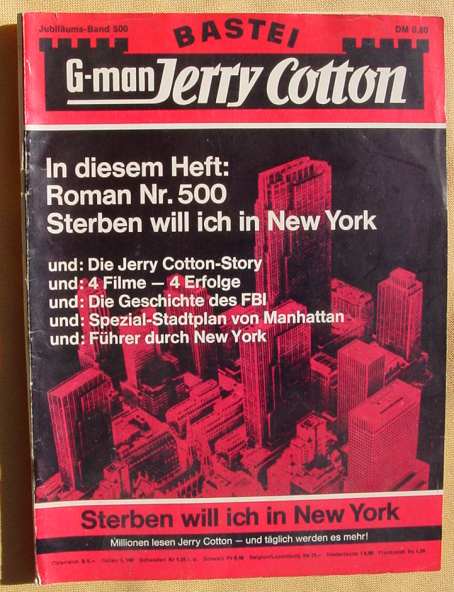 Jubiläums-Band 500
DM 0,80
BASTEI
G-man Jerry Cotton
In diesem Heft:
Roman Nr. 500
Sterben will ich in New York
und: Die Jerry Cotton-Story
und: 4 Filme — 4 Erfolge
und: Die Geschichte des FBI
und: Spezial-Stadtplan von Manhattan
und: Führer durch New York
Sterben will ich in New York
Millionen lesen Jerry Cotton — und täglich werden es mehr!